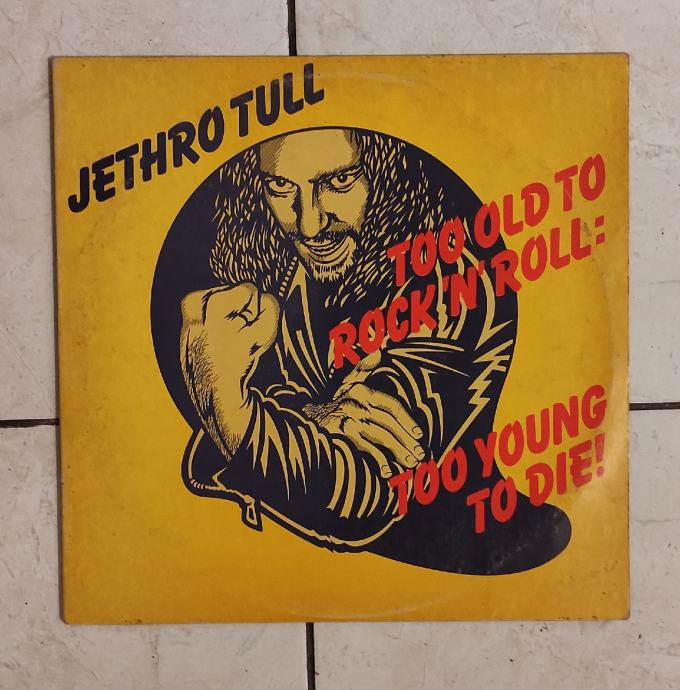 JETHRO TULL
TOO OLD TO
ROCK 'N' ROLL:
TOO YOUNG
TO DIE!